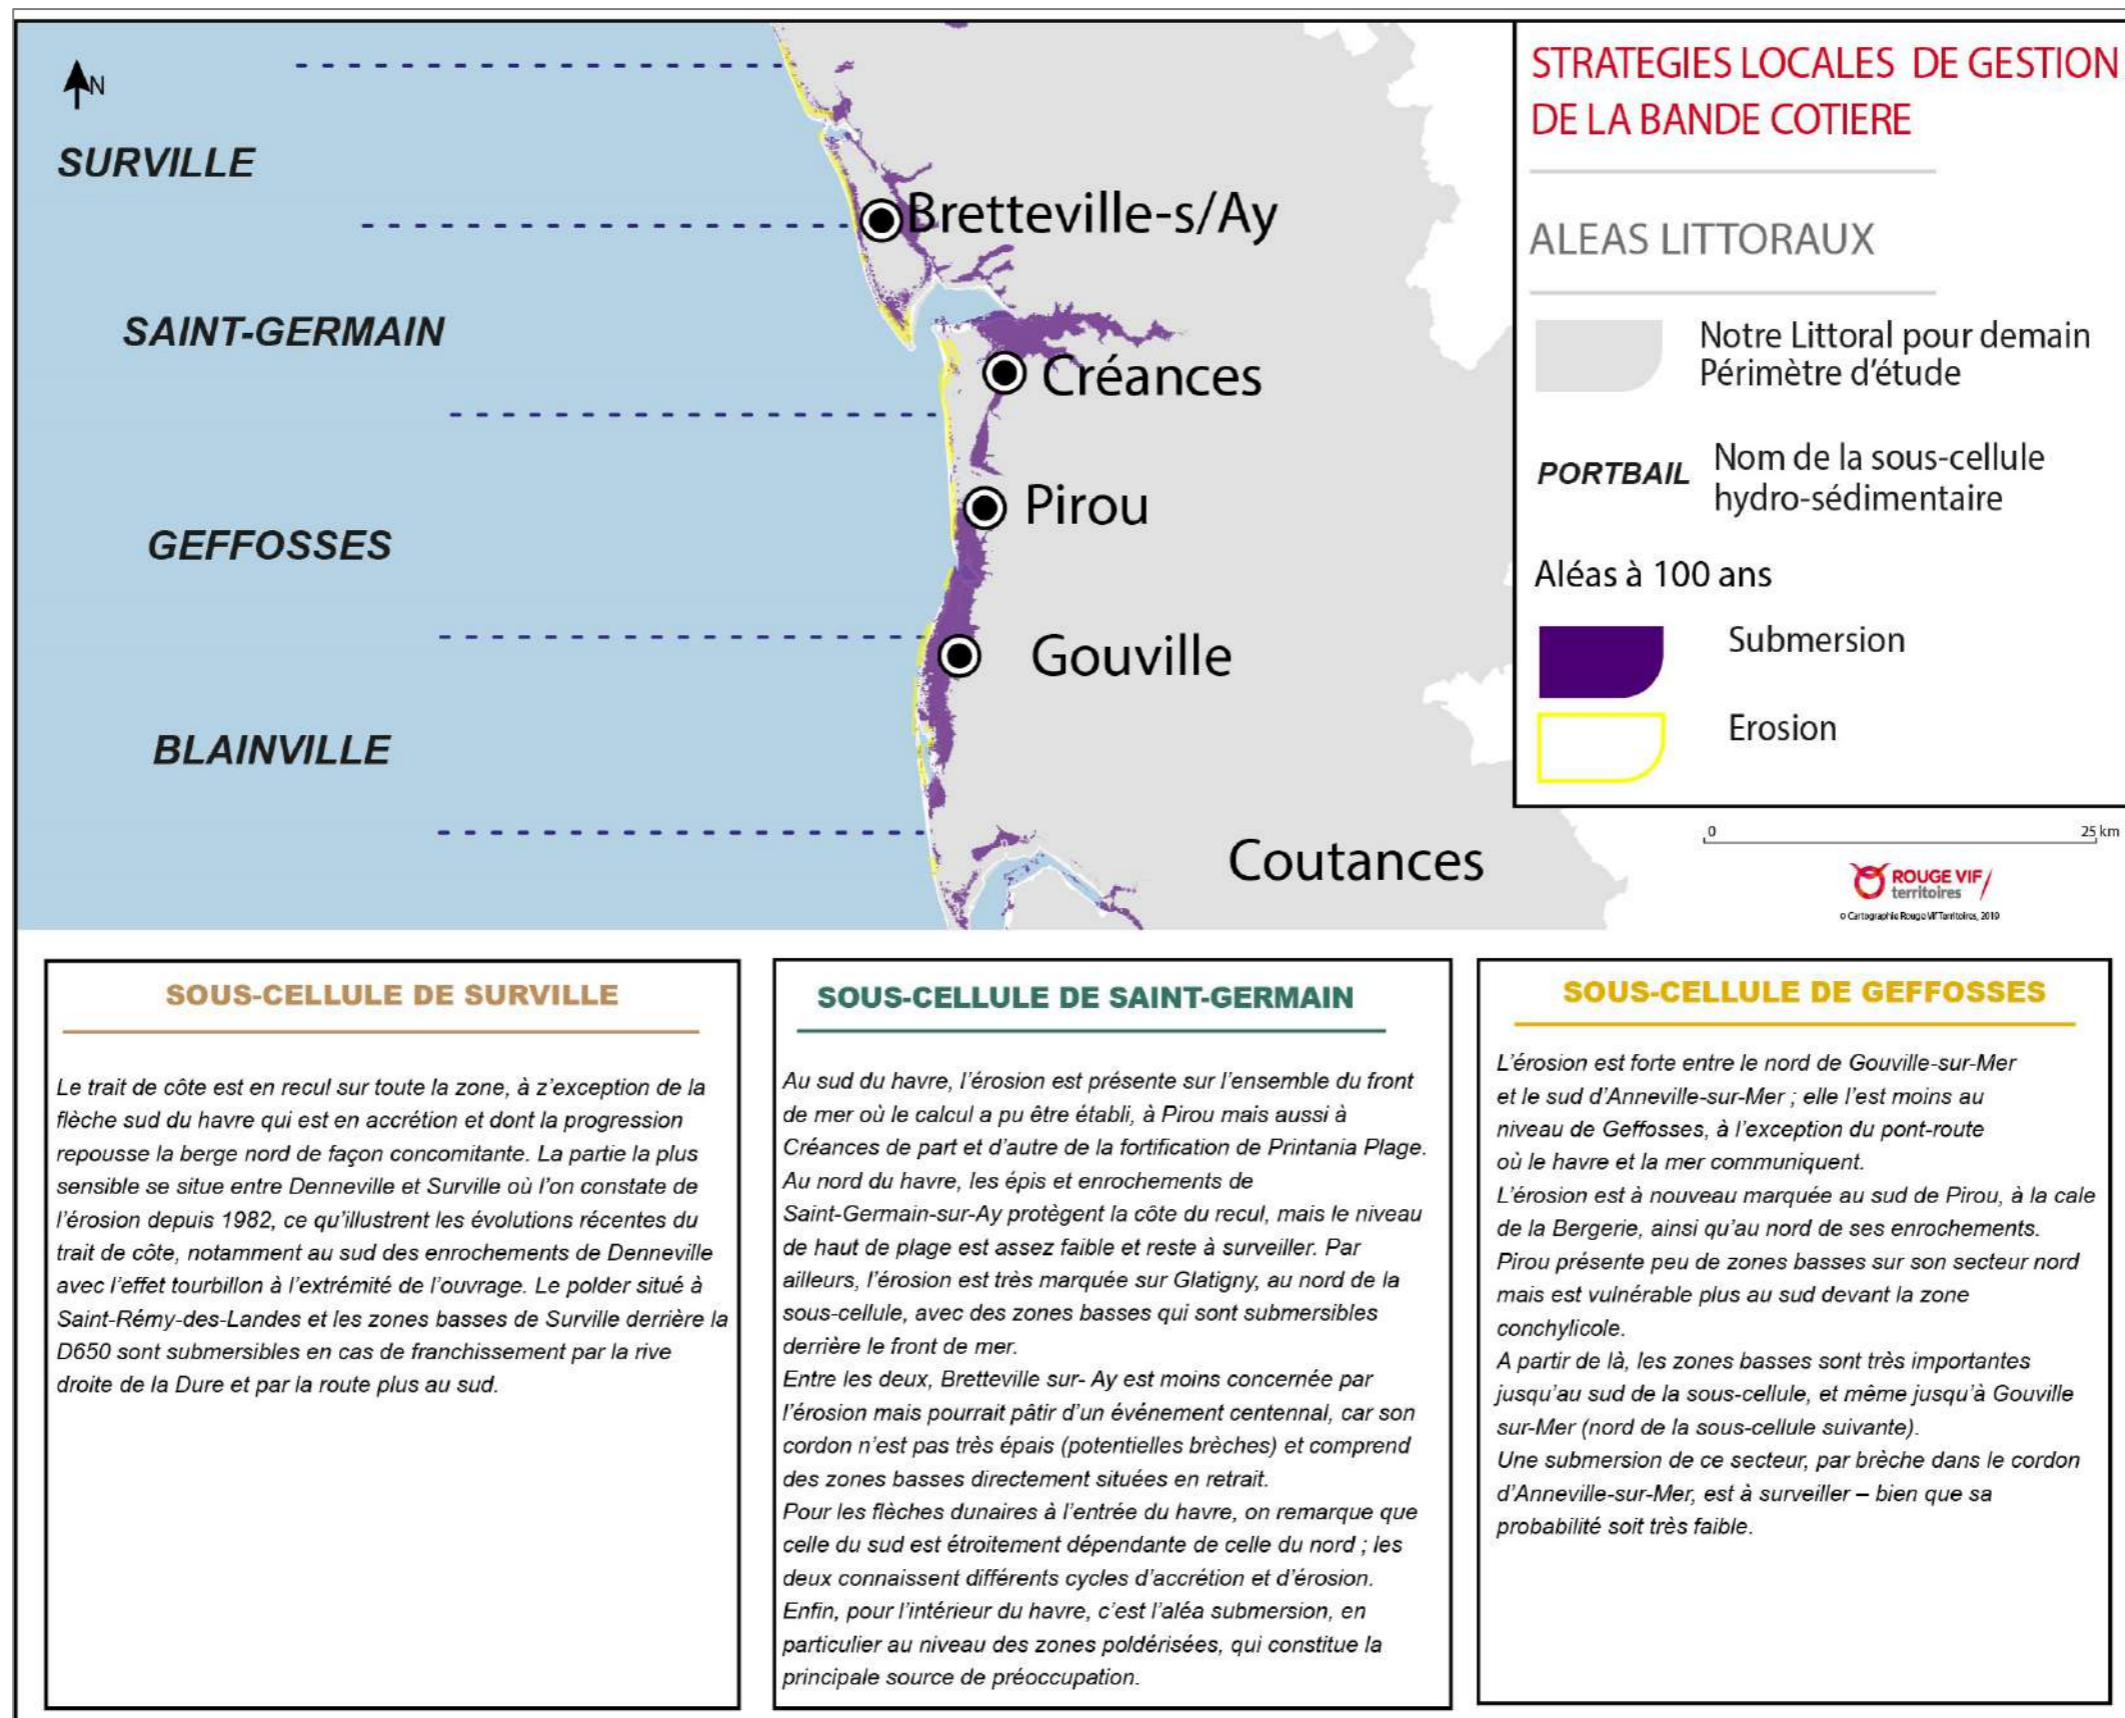 N
SURVILLE
SAINT-GERMAIN
GEFFOSSES
BLAINVILLE
Bretteville-s/Ay
Créances
Pirou
Gouville
Coutances
STRATEGIES LOCALES DE GESTION
DE LA BANDE COTIERE
ALEAS LITTORAUX
Notre Littoral pour demain
Périmètre d'étude
PORTBAIL
Nom de la sous-cellule
hydro-sédimentaire
Aléas à 100 ans
Submersion
Erosion
0 25 km
ROUGE VIF
territoires
© Cartographie Rouge Vif Territoires, 2019
SOUS-CELLULE DE SURVILLE
Le trait de côte est en recul sur toute la zone, à z'exception de la
flèche sud du havre qui est en accrétion et dont la progression
repousse la berge nord de façon concomitante. La partie la plus
sensible se situe entre Denneville et Surville où l'on constate de
l'érosion depuis 1982, ce qu'illustrent les évolutions récentes du
trait de côte, notamment au sud des enrochements de Denneville
avec l'effet tourbillon à l'extrémité de l'ouvrage. Le polder situé à
Saint-Rémy-des-Landes et les zones basses de Surville derrière la
D650 sont submersibles en cas de franchissement par la rive
droite de la Dure et par la route plus au sud.
SOUS-CELLULE DE SAINT-GERMAIN
Au sud du havre, l'érosion est présente sur l'ensemble du front
de mer où le calcul a pu être établi, à Pirou mais aussi à
Créances de part et d'autre de la fortification de Printania Plage.
Au nord du havre, les épis et enrochements de
Saint-Germain-sur-Ay protègent la côte du recul, mais le niveau
de haut de plage est assez faible et reste à surveiller. Par
ailleurs, l'érosion est très marquée sur Glatigny, au nord de la
sous-cellule, avec des zones basses qui sont submersibles
derrière le front de mer.
Entre les deux, Bretteville sur- Ay est moins concernée par
l'érosion mais pourrait pâtir d'un événement centennal, car son
cordon n'est pas très épais (potentielles brèches) et comprend
des zones basses directement situées en retrait.
Pour les flèches dunaires à l'entrée du havre, on remarque que
celle du sud est étroitement dépendante de celle du nord ; les
deux connaissent différents cycles d'accrétion et d'érosion.
Enfin, pour l'intérieur du havre, c'est l'aléa submersion, en
particulier au niveau des zones poldérisées, qui constitue la
principale source de préoccupation.
SOUS-CELLULE DE GEFFOSSES
L'érosion est forte entre le nord de Gouville-sur-Mer
et le sud d'Anneville-sur-Mer ; elle l'est moins au
niveau de Geffosses, à l'exception du pont-route
où le havre et la mer communiquent.
L'érosion est à nouveau marquée au sud de Pirou, à la cale
de la Bergerie, ainsi qu'au nord de ses enrochements.
Pirou présente peu de zones basses sur son secteur nord
mais est vulnérable plus au sud devant la zone
conchylicole.
A partir de là, les zones basses sont très importantes
jusqu'au sud de la sous-cellule, et même jusqu'à Gouville
sur-Mer (nord de la sous-cellule suivante).
Une submersion de ce secteur, par brèche dans le cordon
d'Anneville-sur-Mer, est à surveiller – bien que sa
probabilité soit très faible.